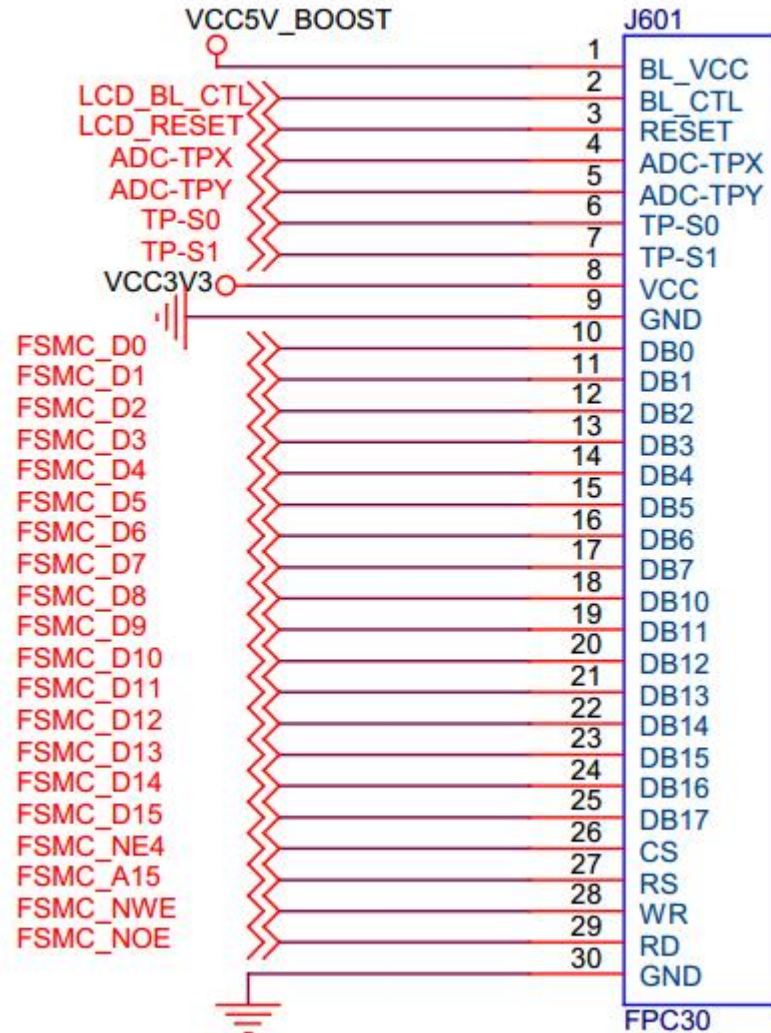 VCC5V_BOOST J601
1 BL_VCC
LCD_BL_CTL 2 BL_CTL
LCD_RESET 3 RESET
ADC-TPX 4 ADC-TPX
ADC-TPY 5 ADC-TPY
TP-S0 6 TP-S0
TP-S1 7 TP-S1
VCC3V3 8 VCC
9 GND
FSMC_D0 10 DB0
FSMC_D1 11 DB1
FSMC_D2 12 DB2
FSMC_D3 13 DB3
FSMC_D4 14 DB4
FSMC_D5 15 DB5
FSMC_D6 16 DB6
FSMC_D7 17 DB7
FSMC_D8 18 DB10
FSMC_D9 19 DB11
FSMC_D10 20 DB12
FSMC_D11 21 DB13
FSMC_D12 22 DB14
FSMC_D13 23 DB15
FSMC_D14 24 DB16
FSMC_D15 25 DB17
FSMC_NE4 26 CS
FSMC_A15 27 RS
FSMC_NWE 28 WR
FSMC_NOE 29 RD
30 GND
FPC30